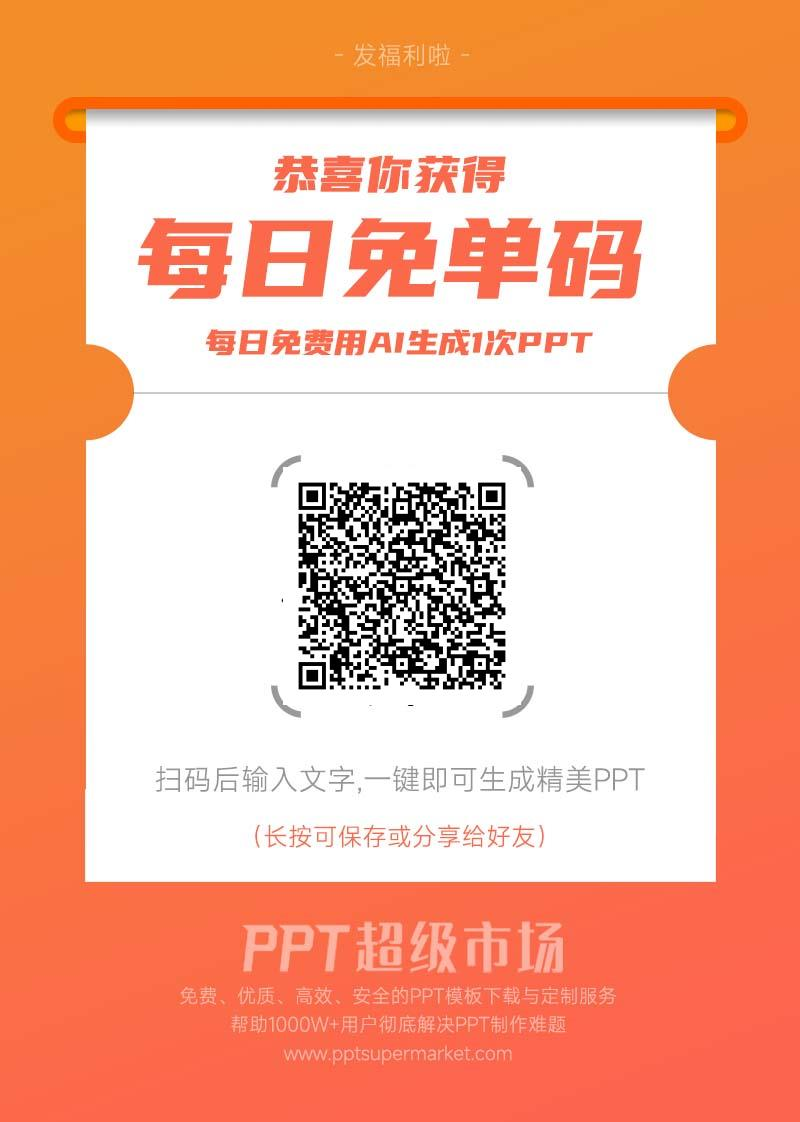 - 发福利啦 -
恭喜你获得
每日免单码
每日免费用AI生成1次PPT
扫码后输入文字,一键即可生成精美PPT
（长按可保存或分享给好友）
PPT超级市场
免费、优质、高效、安全的PPT模板下载与定制服务
帮助1000W+用户彻底解决PPT制作难题
www.pptsupermarket.com